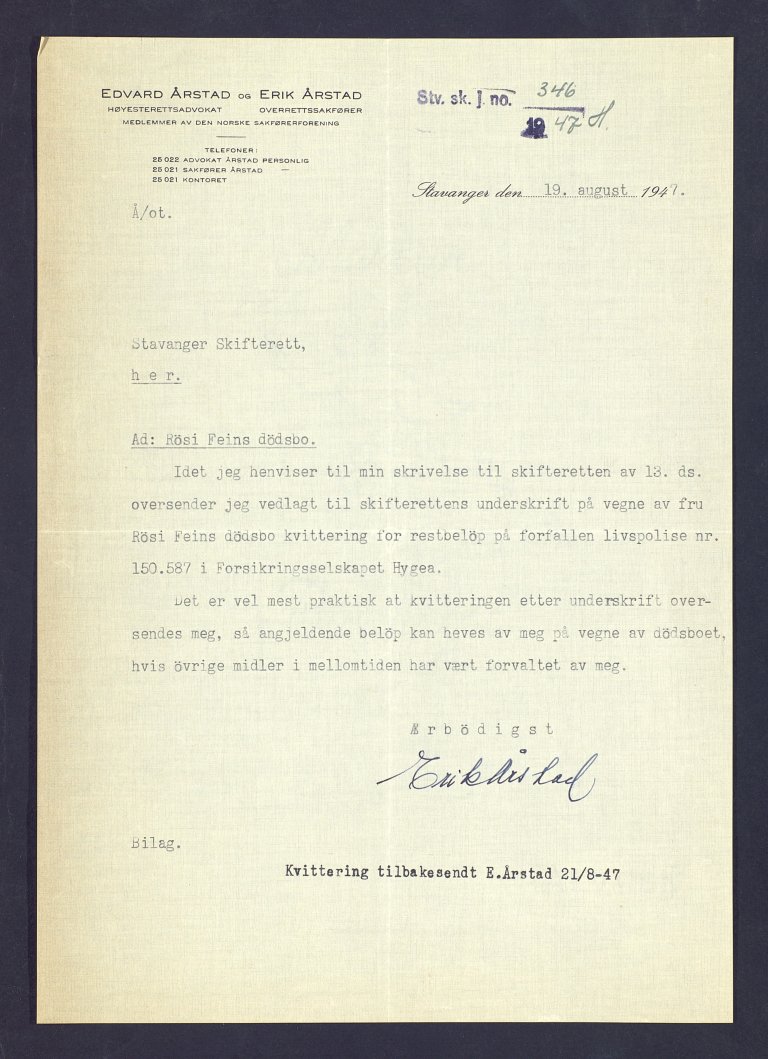 EDVARD ÅRSTAD OG ERIK ÅRSTAD
HØYESTERETTSADVOKAT OVERRETTSSAKFØRER
MEDLEMMER AV DEN NORSKE SAKFØRERFORENING
TELEFONER:
25 022 ADVOKAT ÅRSTAD PERSONLIG
25 021 SAKFØRER ÅRSTAD —
25 021 KONTORET
Stv. sk. j. no. 346
19 47 H.
Stavanger den 19. august 1947.
Å/ot.
Stavanger Skifterett,
h e r.
Ad: Rösi Feins dödsbo.
Idet jeg henviser til min skrivelse til skifteretten av 13. ds.
oversender jeg vedlagt til skifterettens underskrift på vegne av fru
Rösi Feins dödsbo kvittering for restbelöp på forfallen livspolise nr.
150.587 i Forsikringsselskapet Hygea.
Det er vel mest praktisk at kvitteringen etter underskrift over-
sendes meg, så angjeldende belöp kan heves av meg på vegne av dödsboet,
hvis övrige midler i mellomtiden har vært forvaltet av meg.
Æ r b ö d i g s t
Erik Årstad
Bilag.
Kvittering tilbakesendt E.Årstad 21/8-47